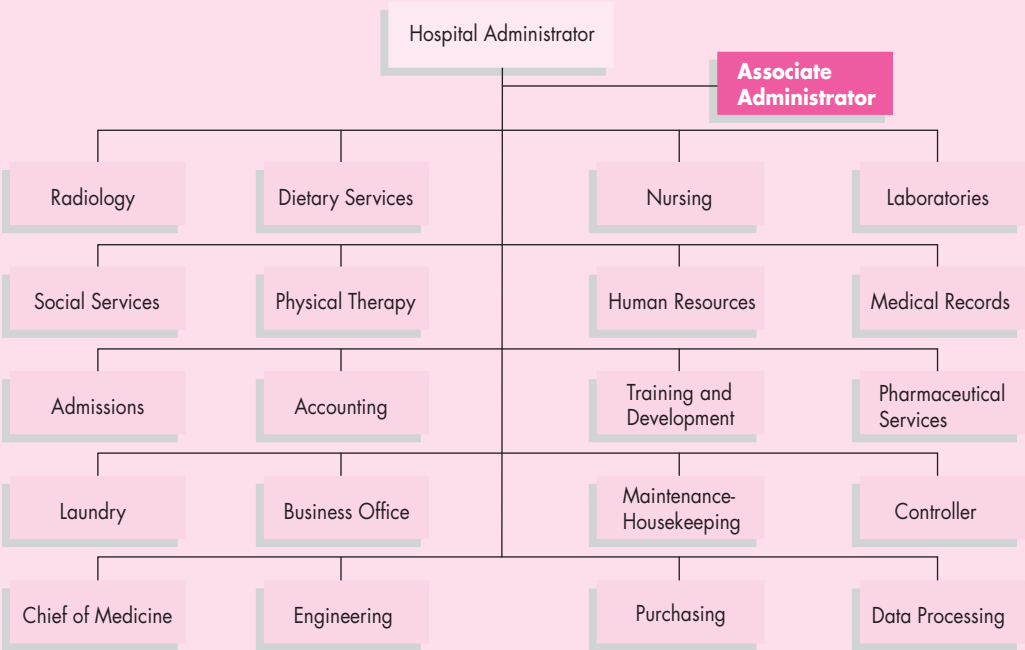 Hospital Administrator
Associate
Administrator
Radiology
Dietary Services
Nursing
Laboratories
Social Services
Physical Therapy
Human Resources
Medical Records
Admissions
Accounting
Training and
Development
Pharmaceutical
Services
Laundry
Business Office
Maintenance-
Housekeeping
Controller
Chief of Medicine
Engineering
Purchasing
Data Processing